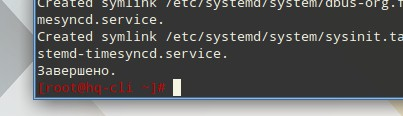 Created symlink /etc/systemd/system/dbus-org.f
mesyncd.service.
Created symlink /etc/systemd/system/sysinit.ta
stemd-timesyncd.service.
Завершено.
[root@hq-cli ~]#